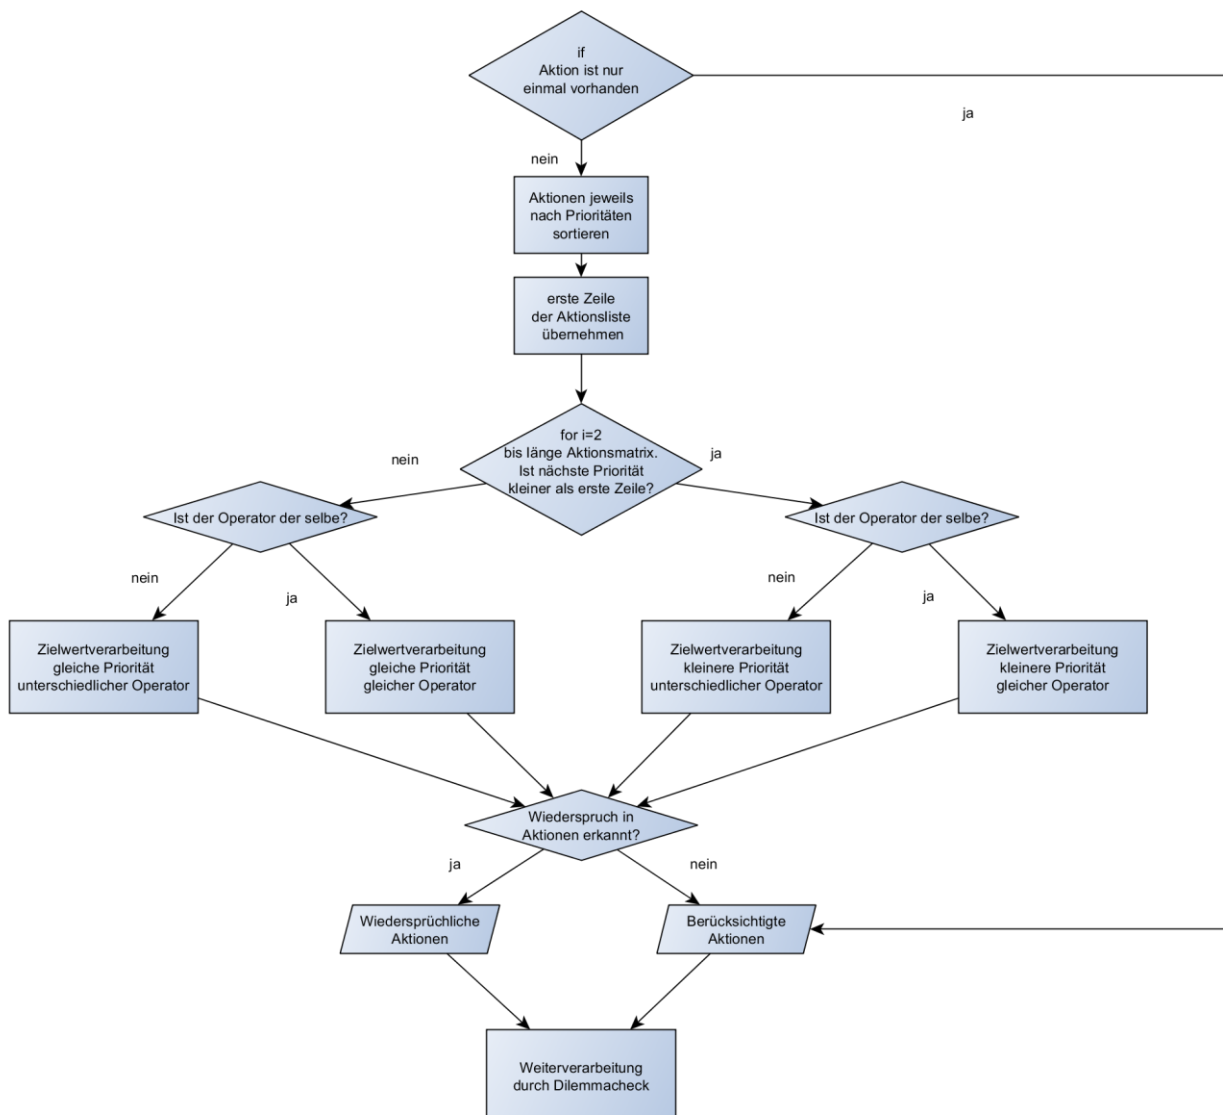 if
Aktion ist nur
einmal vorhanden
ja
nein
Aktionen jeweils
nach Prioritäten
sortieren
erste Zeile
der Aktionsliste
übernehmen
for i=2
bis länge Aktionsmatrix.
Ist nächste Priorität
kleiner als erste Zeile?
nein
ja
Ist der Operator der selbe?
Ist der Operator der selbe?
nein
ja
nein
ja
Zielwertverarbeitung
gleiche Priorität
unterschiedlicher Operator
Zielwertverarbeitung
gleiche Priorität
gleicher Operator
Zielwertverarbeitung
kleinere Priorität
unterschiedlicher Operator
Zielwertverarbeitung
kleinere Priorität
gleicher Operator
Wiederspruch in
Aktionen erkannt?
ja
nein
Wiedersprüchliche
Aktionen
Berücksichtigte
Aktionen
Weiterverarbeitung
durch Dilemmacheck